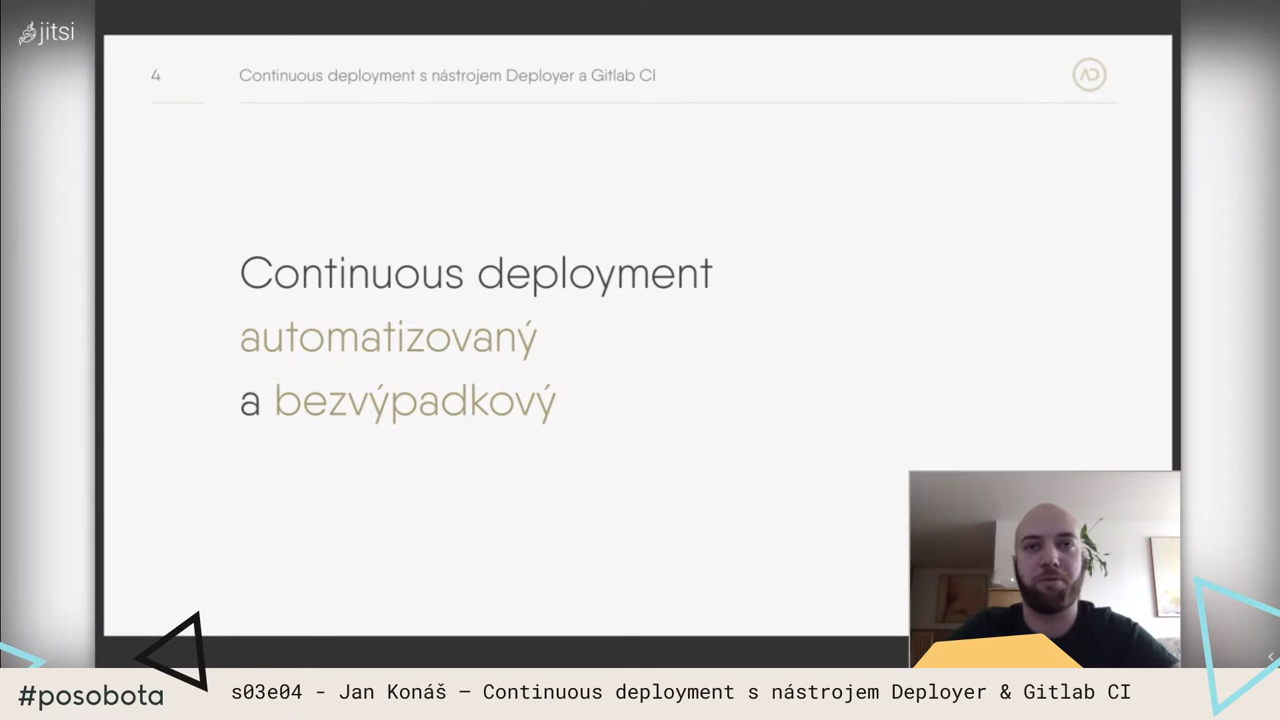 jitsi
4
Continuous deployment s nástrojem Deployer a Gitlab CI
Continuous deployment
automatizovaný
a bezvýpadkový
#posobota
s03e04 - Jan Konáš – Continuous deployment s nástrojem Deployer & Gitlab CI